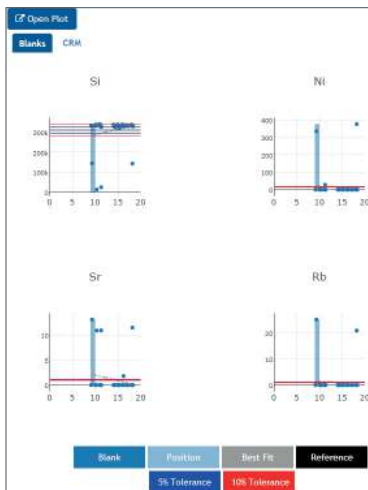 Open Plot
Blanks CRM
Si
300k
200k
100k
0
0 5 10 15 20
Ni
400
300
200
100
0
0 5 10 15 20
Sr
10
5
0
0 5 10 15 20
Rb
20
10
0
0 5 10 15 20
Blank Position Best Fit Reference
5% Tolerance 10% Tolerance